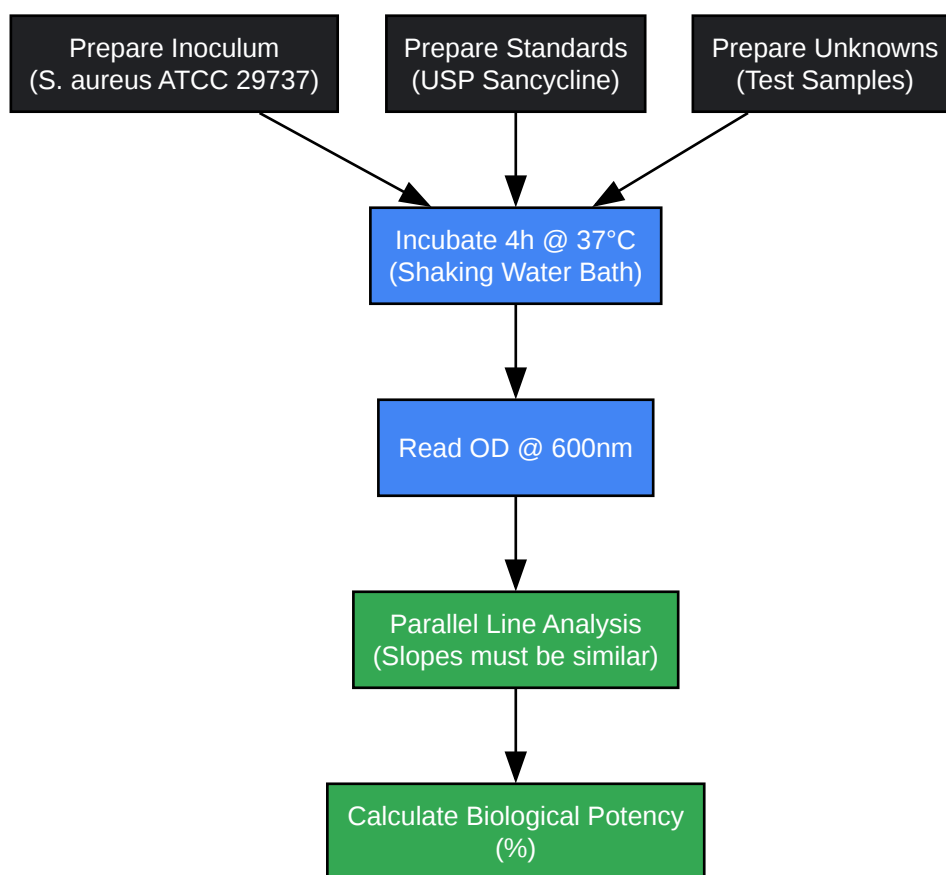 Prepare Inoculum
(S. aureus ATCC 29737)
Prepare Standards
(USP Sancycline)
Prepare Unknowns
(Test Samples)
Incubate 4h @ 37°C
(Shaking Water Bath)
Read OD @ 600nm
Parallel Line Analysis
(Slopes must be similar)
Calculate Biological Potency
(%)